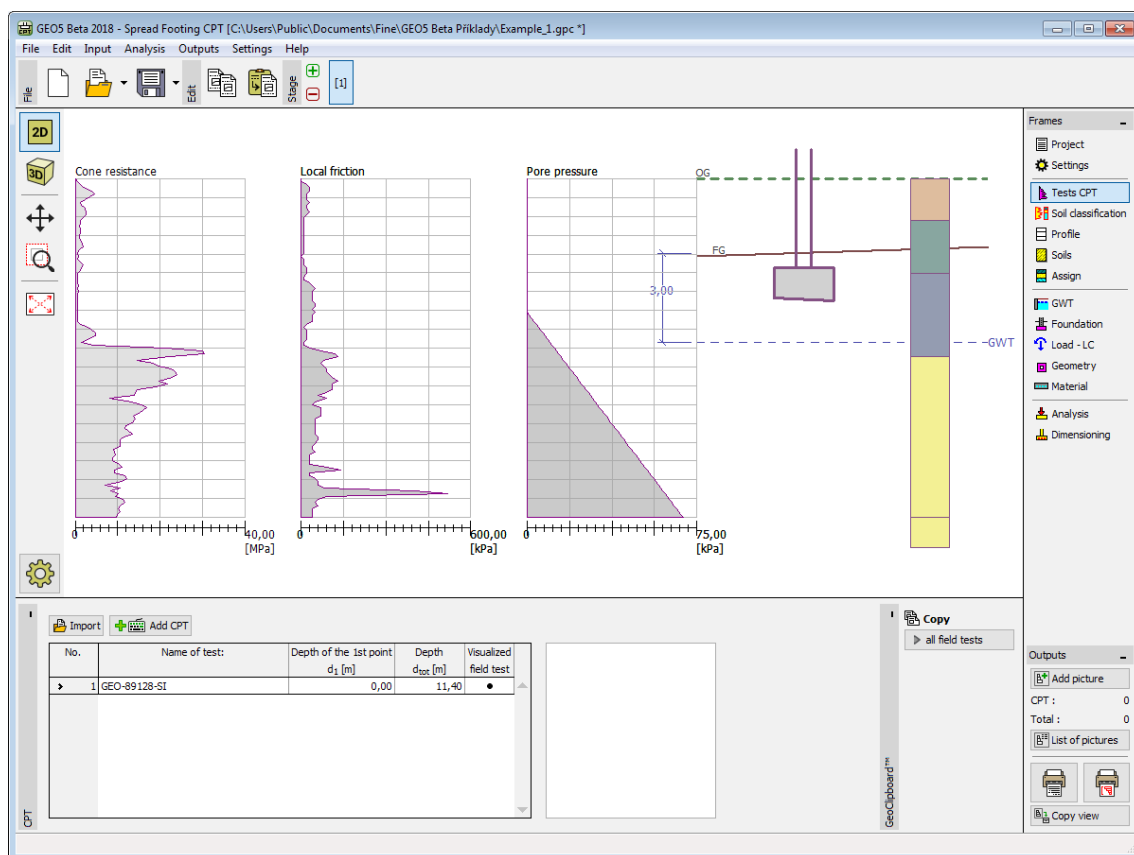 GEO5 Beta 2018 - Spread Footing CPT [C:\Users\Public\Documents\Fine\GEO5 Beta Příklady\Example_1.gpc *]
File Edit Input Analysis Outputs Settings Help
File
Edit
Stage
[1]
2D
3D
Cone resistance
Local friction
Pore pressure
OG
FG
3,00
GWT
0 40,00
[MPa]
0 600,00
[kPa]
0 75,00
[kPa]
Frames
Project
Settings
Tests CPT
Soil classification
Profile
Soils
Assign
GWT
Foundation
Load - LC
Geometry
Material
Analysis
Dimensioning
CPT
Import
Add CPT
No. Name of test: Depth of the 1st point Depth Visualized
d1 [m] dtot [m] field test
1 GEO-89128-SI 0,00 11,40
GeoClipboard™
Copy
all field tests
Outputs
Add picture
CPT : 0
Total : 0
List of pictures
Copy view